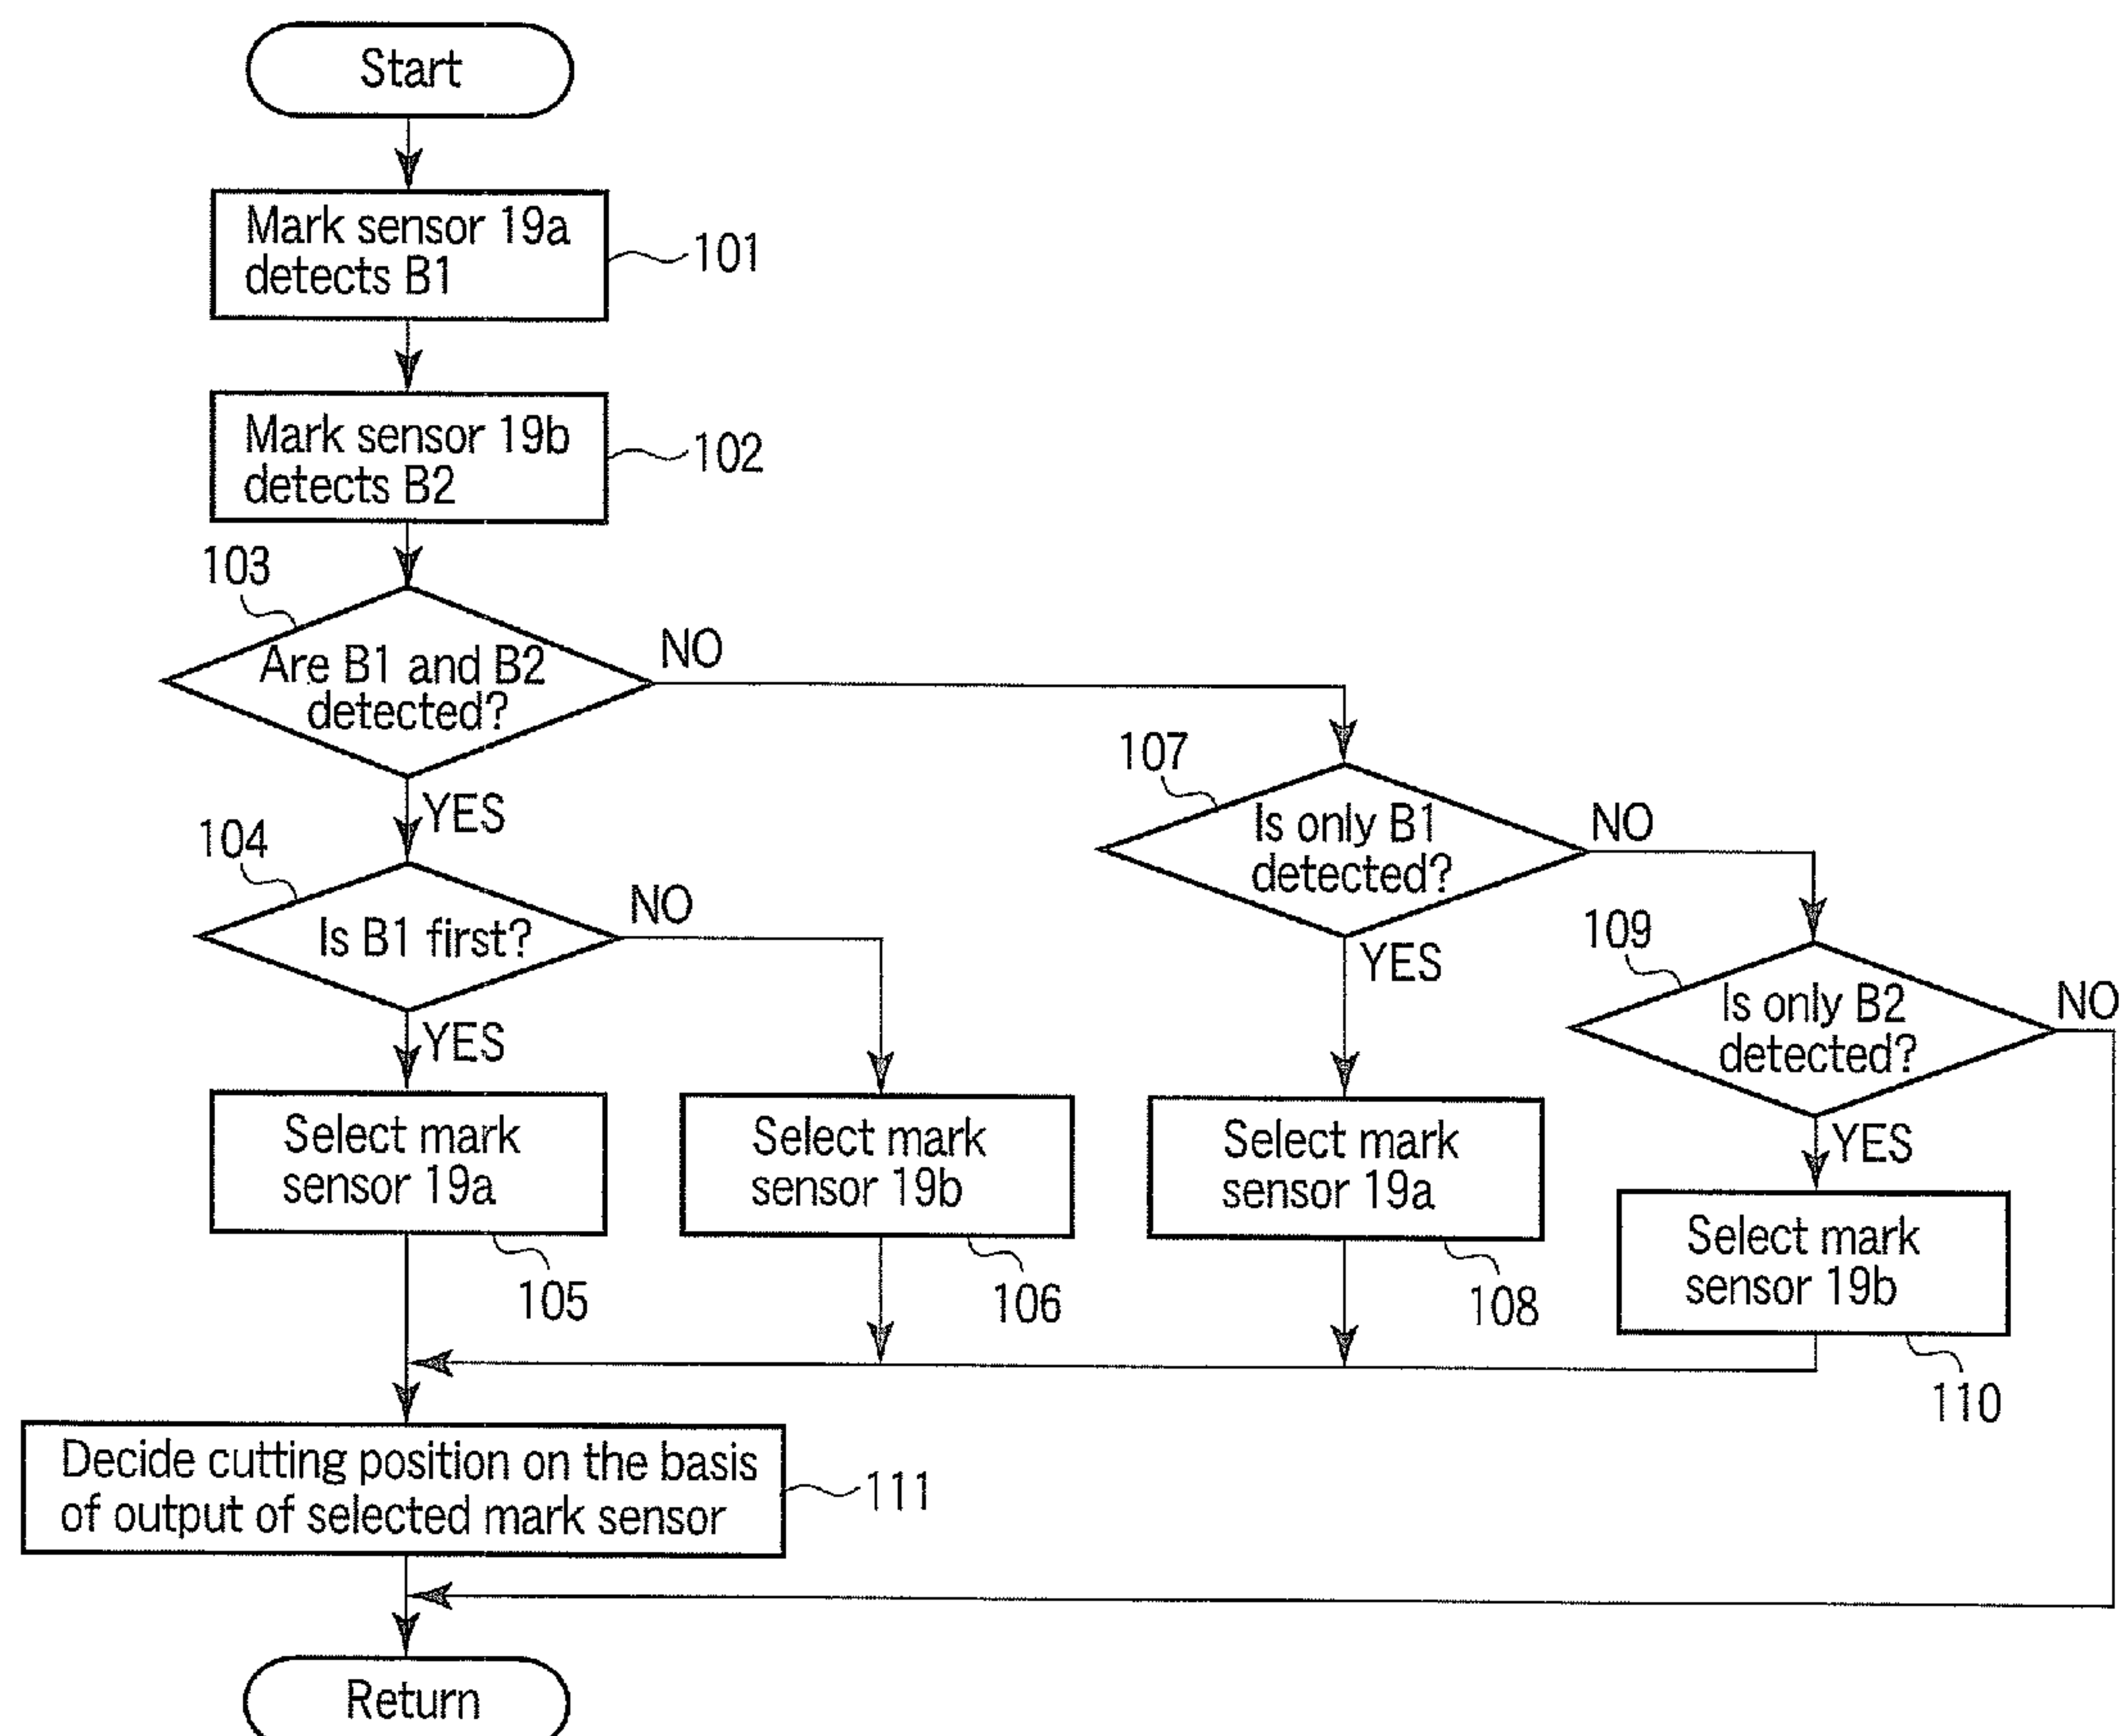 Start
Mark sensor 19a
detects B1
101
Mark sensor 19b
detects B2
102
103
Are B1 and B2
detected?
NO
YES
107
Is only B1
detected?
NO
YES
104
Is B1 first?
NO
YES
109
Is only B2
detected?
NO
YES
Select mark
sensor 19a
105
Select mark
sensor 19b
106
Select mark
sensor 19a
108
Select mark
sensor 19b
110
Decide cutting position on the basis
of output of selected mark sensor
111
Return